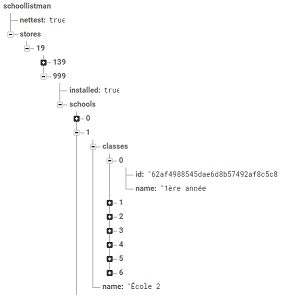 schoollistman
nettest: true
stores
19
139
999
installed: true
schools
0
1
classes
0
id: "62af4988545dae6d8b57492af8c5c8
name: "1ère année
1
2
3
4
5
6
name: "École 2